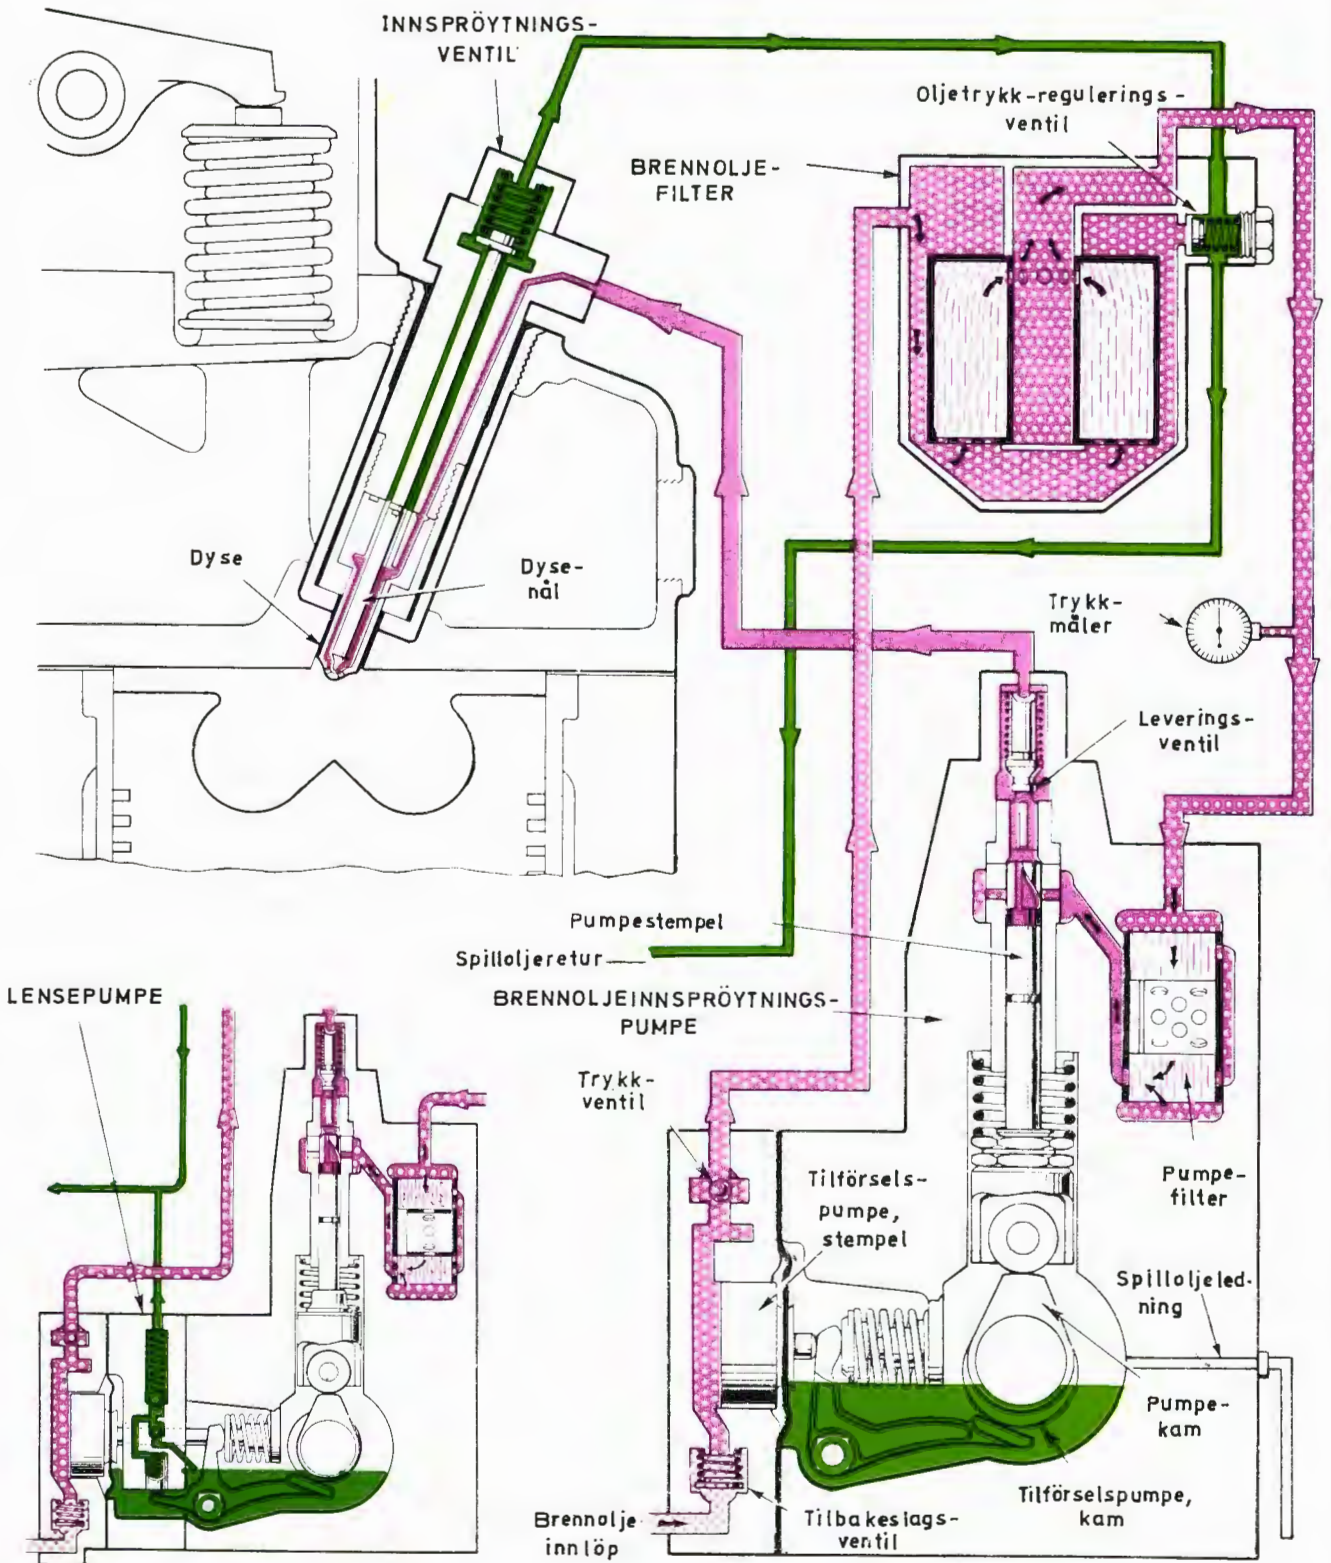 INNSPRÖYTNINGS-
VENTIL
Oljetrykk-regulerings-
ventil
BRENNOLJE-
FILTER
Dyse
Dyse-
nål
Trykk-
måler
Leverings-
ventil
Pumpestempel
Spilloljeretur
LENSEPUMPE
BRENNOLJEINNSPRÖYTNINGS-
PUMPE
Trykk-
ventil
Tilförsels-
pumpe,
stempel
Pumpe-
filter
Spilloljeled-
ning
Pumpe-
kam
Tilförselspumpe,
kam
Brennolje
innlöp
Tilbakeslags-
ventil